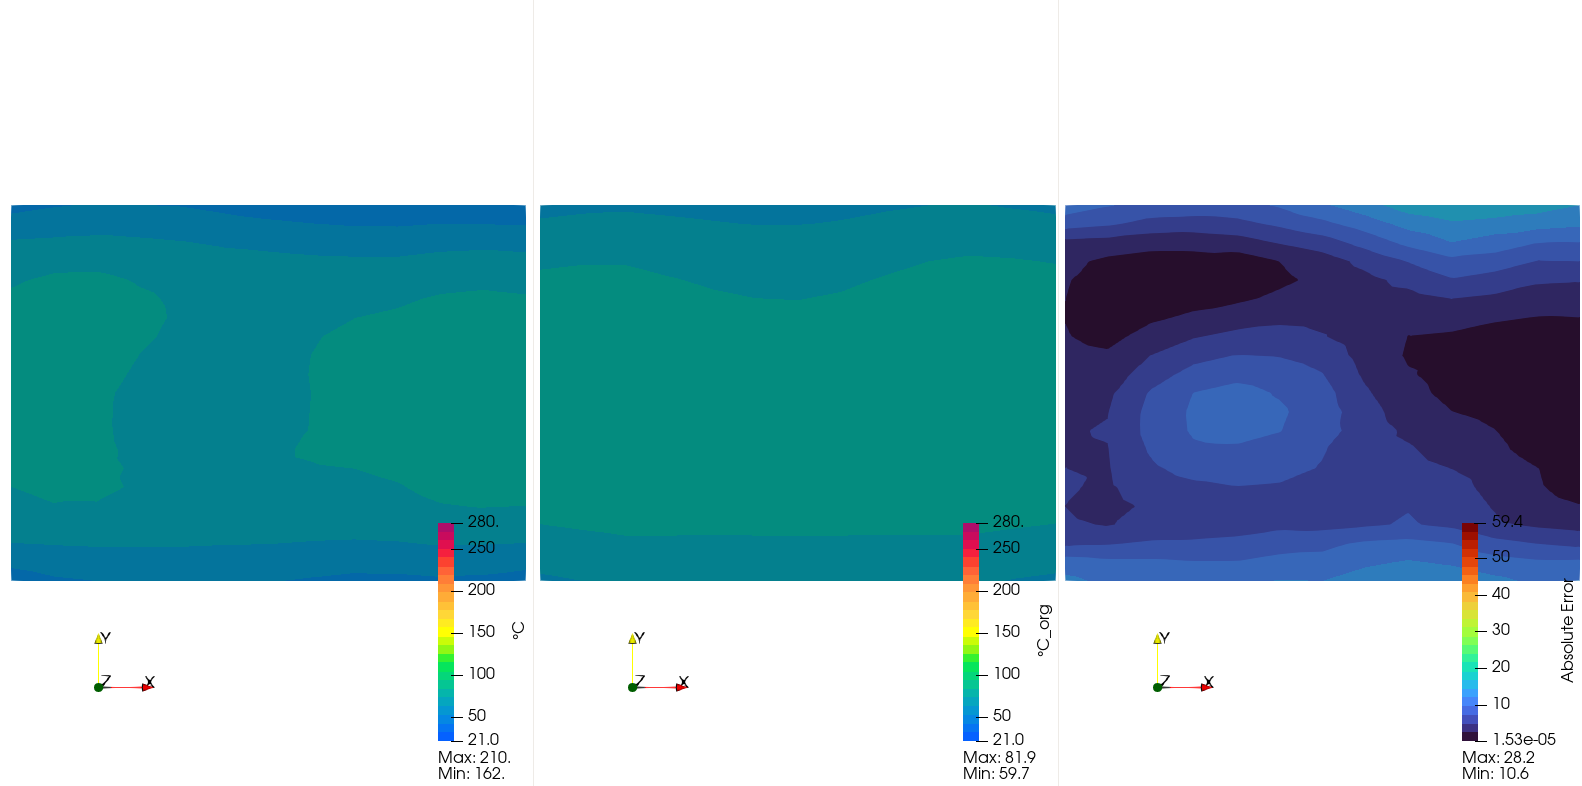 280.
250
200
150
100
50
21.0
°C
Max: 210.
Min: 162.
Y
Z
X
280.
250
200
150
100
50
21.0
°C_org
Max: 81.9
Min: 59.7
Y
Z
X
59.4
50
40
30
20
10
1.53e-05
Absolute Error
Max: 28.2
Min: 10.6
Y
Z
X